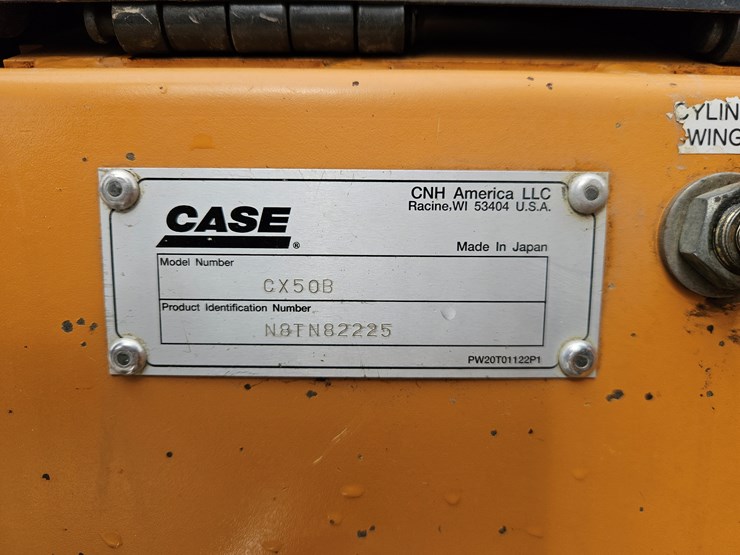 CYLIN
WING
CNH America LLC
Racine, WI 53404 U.S.A.
CASE®
Made In Japan
Model Number
CX50B
Product Identification Number
N8TN82225
PW20T01122P1